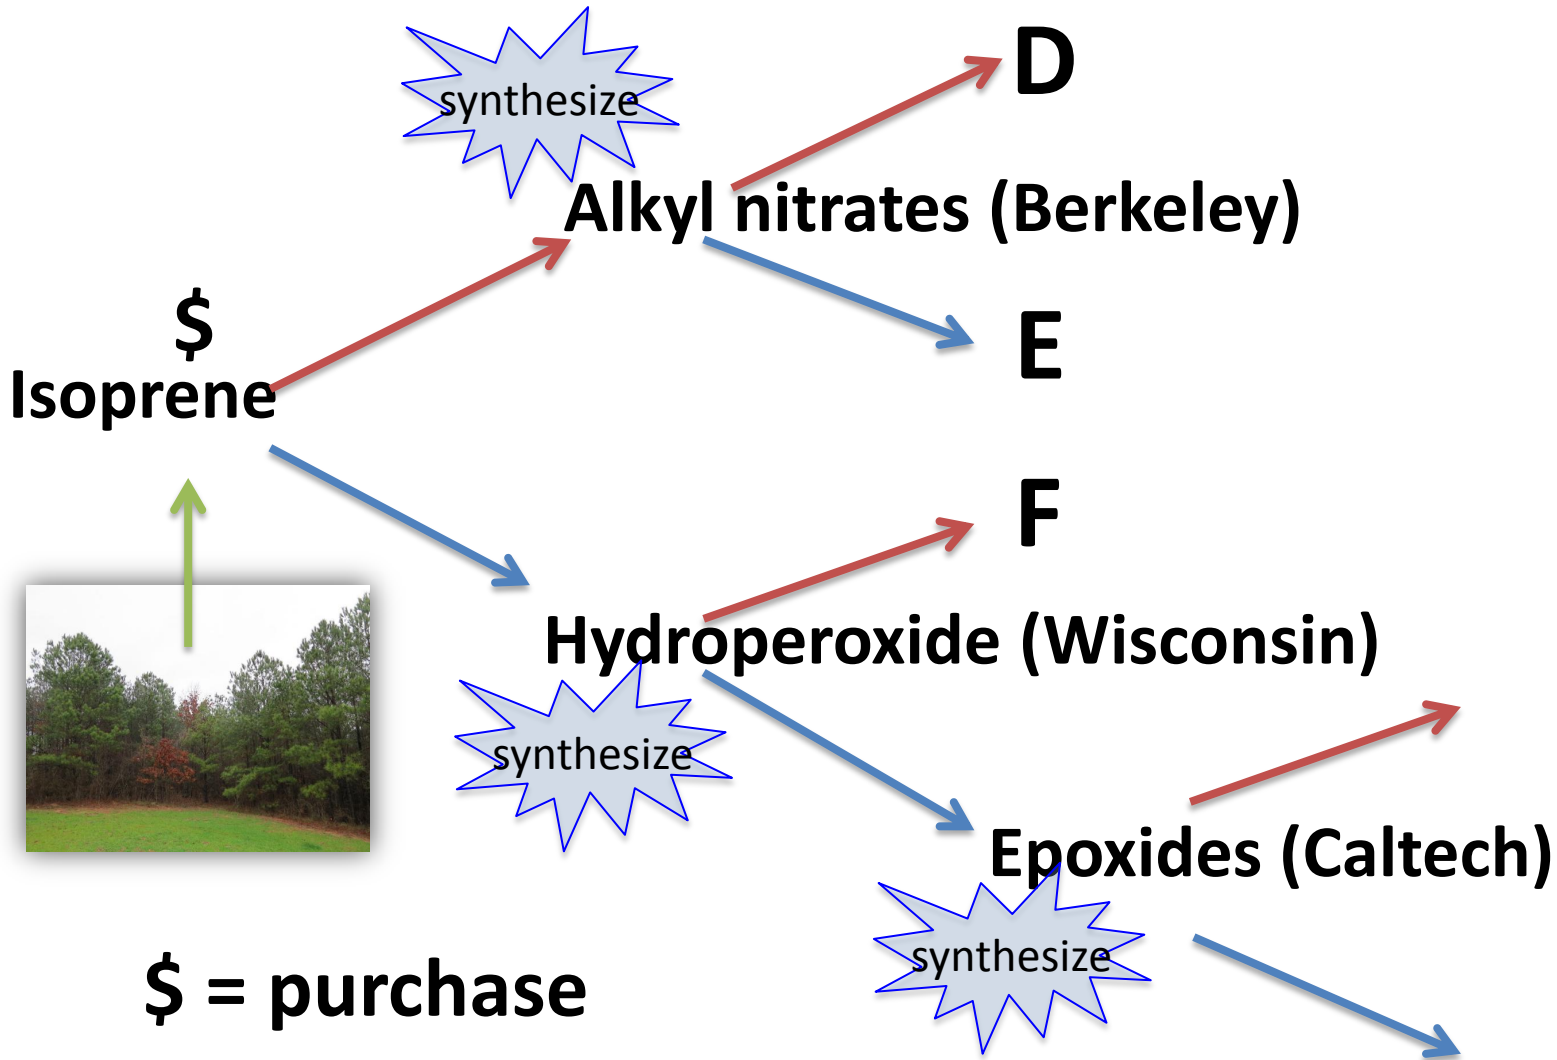 D
synthesize
Alkyl nitrates (Berkeley)
$
E
Isoprene
F
Hydroperoxide (Wisconsin)
synthesize
Epoxides (Caltech)
synthesize
$ = purchase